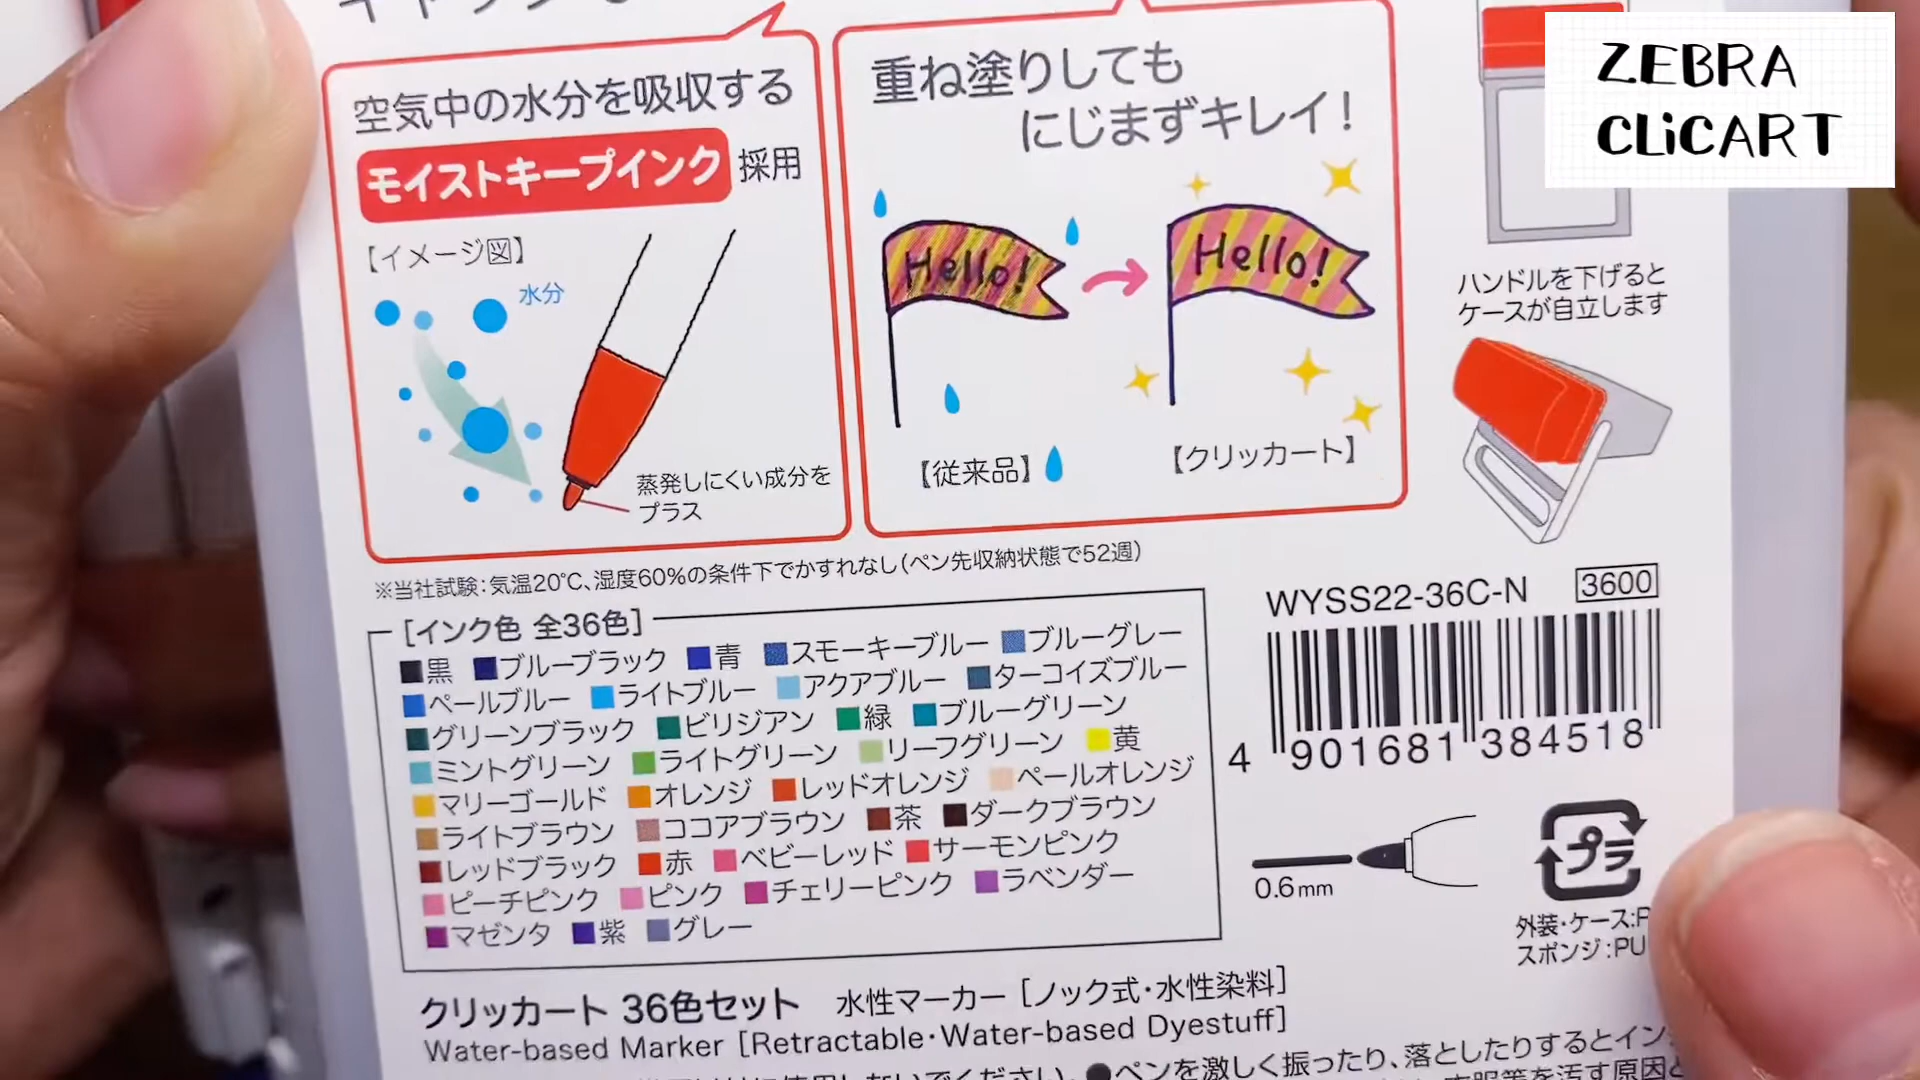 ZEBRA
CLiCART
空気中の水分を吸収する
モイストキープインク 採用
【イメージ図】
水分
蒸発しにくい成分を
プラス
重ね塗りしても
にじまずキレイ!
Hello!
Hello!
【従来品】
【クリッカート】
ハンドルを下げると
ケースが自立します
※当社試験:気温20℃、湿度60%の条件下でかすれなし(ペン先収納状態で52週)
[インク色 全36色]
黒 ブルーブラック 青 スモーキーブルー ブルーグレー
ペールブルー ライトブルー アクアブルー ターコイズブルー
グリーンブラック ビリジアン 緑 ブルーグリーン
ミントグリーン ライトグリーン リーフグリーン 黄
マリーゴールド オレンジ レッドオレンジ ペールオレンジ
ライトブラウン ココアブラウン 茶 ダークブラウン
レッドブラック 赤 ベビーレッド サーモンピンク
ピーチピンク ピンク チェリーピンク ラベンダー
マゼンタ 紫 グレー
WYSS22-36C-N 3600
4 901681 384518
0.6mm
プラ
外装・ケース:P
スポンジ:PU
クリッカート 36色セット 水性マーカー [ノック式・水性染料]
Water-based Marker [Retractable・Water-based Dyestuff]
●ペンを激しく振ったり、落としたりするとイン